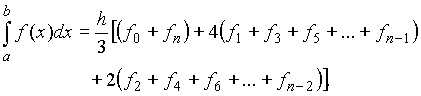 ∫_a^b f(x)dx = h/3 [(f_0 + f_n) + 4(f_1 + f_3 + f_5 + ... + f_{n-1})
+ 2(f_2 + f_4 + f_6 + ... + f_{n-2})]